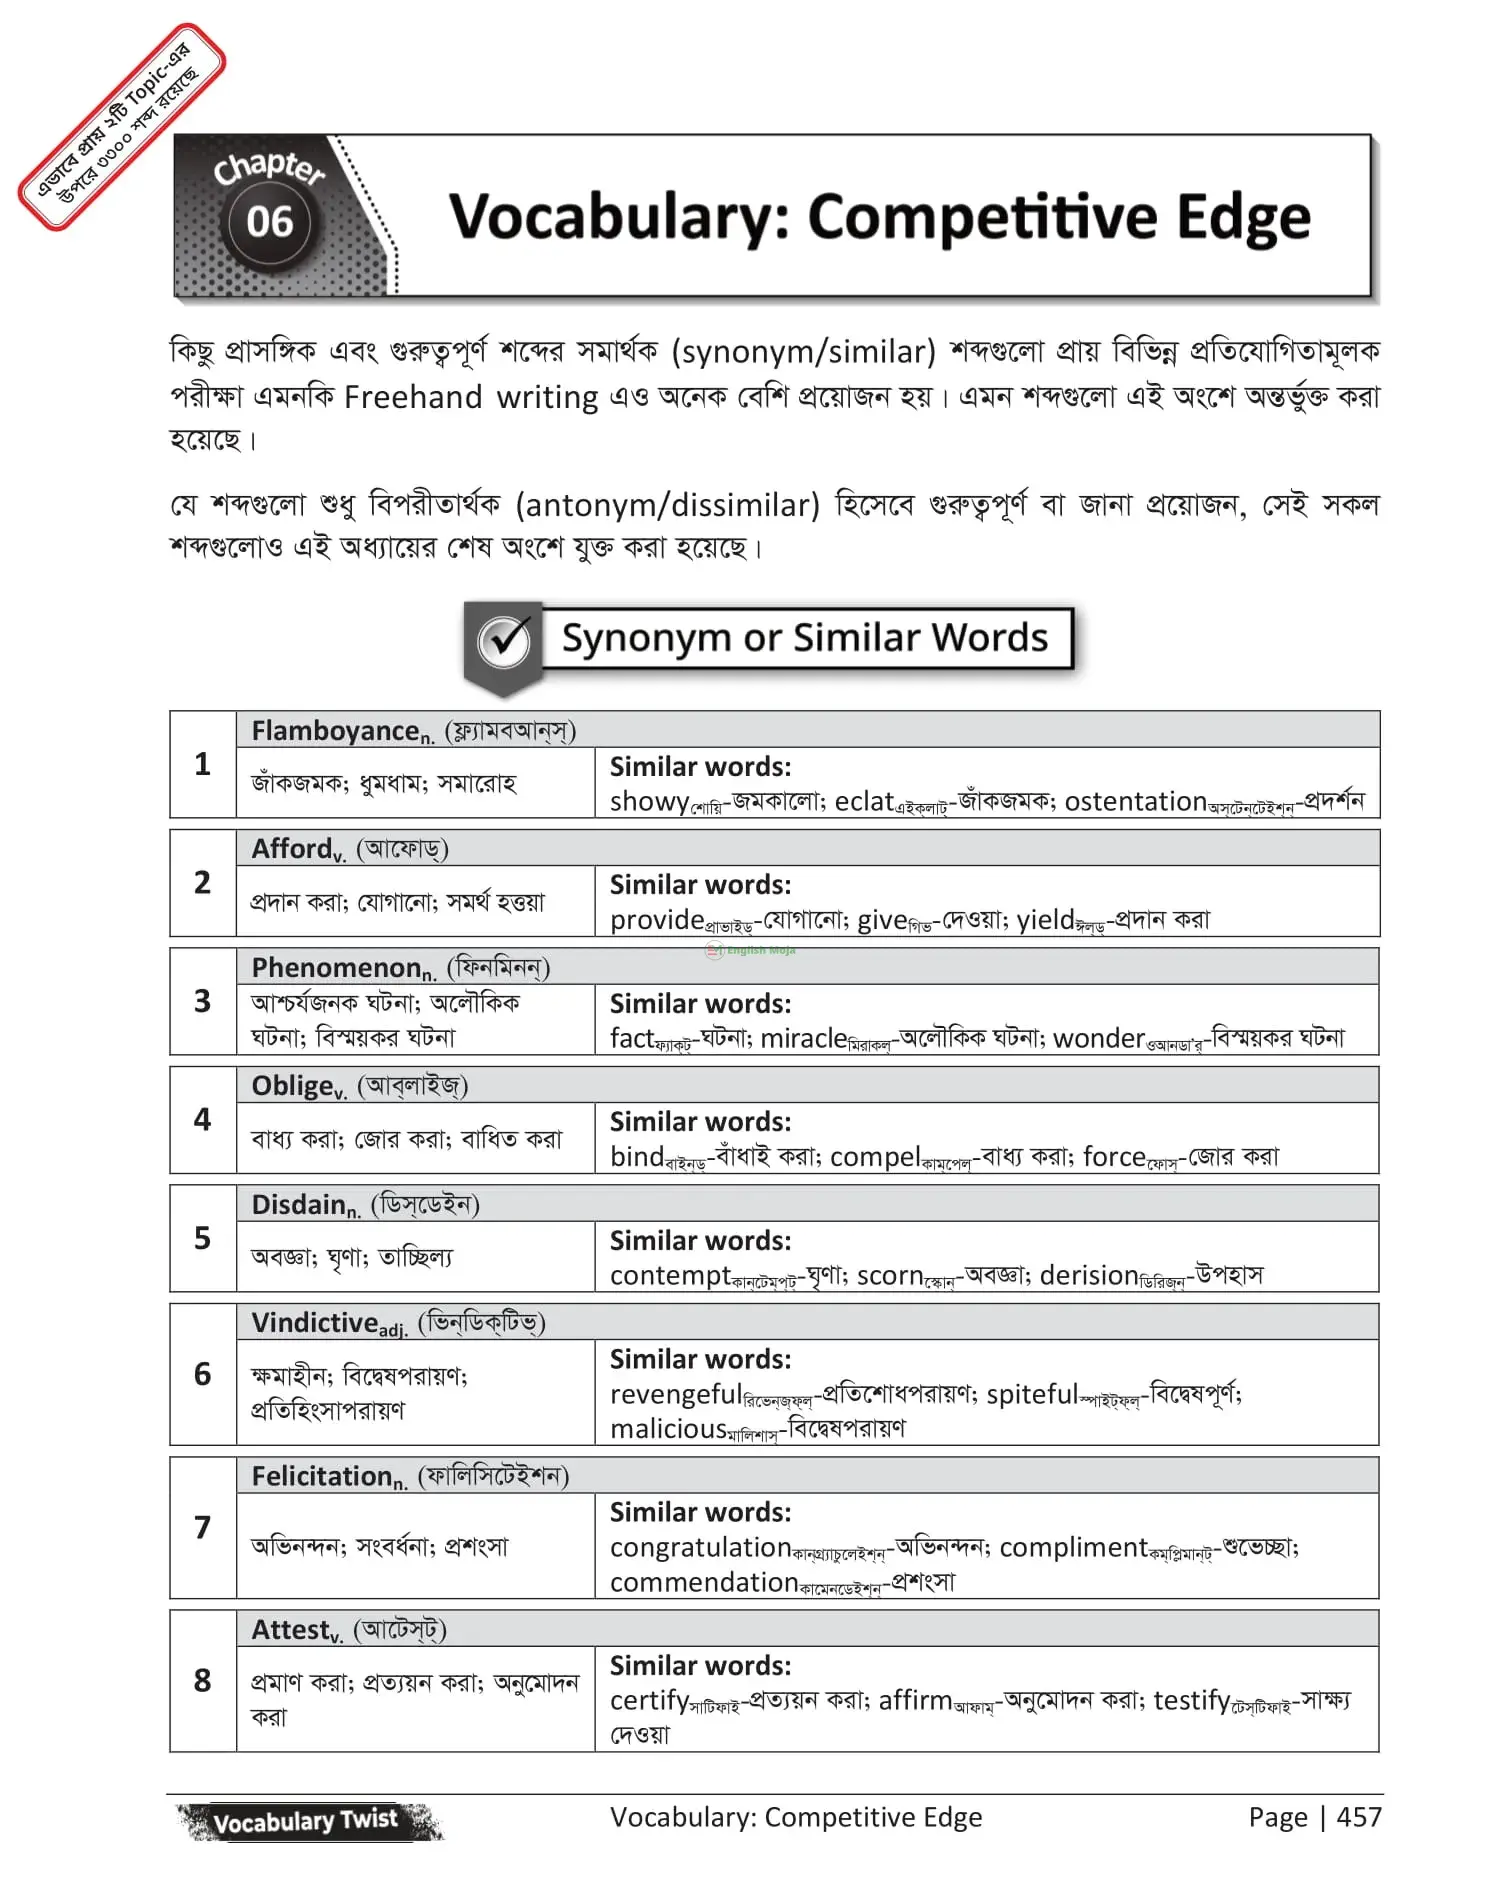 এভাবে প্রায় ২টি Topic-এর
উপরে ৩৩০০ শব্দ রয়েছে
Chapter
06
Vocabulary: Competitive Edge
কিছু প্রাসঙ্গিক এবং গুরুত্বপূর্ণ শব্দের সমার্থক (synonym/similar) শব্দগুলো প্রায় বিভিন্ন প্রতিযোগিতামূলক
পরীক্ষা এমনকি Freehand writing এও অনেক বেশি প্রয়োজন হয়। এমন শব্দগুলো এই অংশে অন্তর্ভুক্ত করা
হয়েছে।
যে শব্দগুলো শুধু বিপরীতার্থক (antonym/dissimilar) হিসেবে গুরুত্বপূর্ণ বা জানা প্রয়োজন, সেই সকল
শব্দগুলোও এই অধ্যায়ের শেষ অংশে যুক্ত করা হয়েছে।
Synonym or Similar Words
1
Flamboyance n. (ফ্ল্যামবআন্স্)
জাঁকজমক; ধুমধাম; সমারোহ
Similar words:
showy শোয়ি-জমকালো; eclat এইক্লাট্-জাঁকজমক; ostentation অস্টেন্টেইশ্ন্-প্রদর্শন
2
Afford v. (আফোড্)
প্রদান করা; যোগানো; সমর্থ হত্তয়া
Similar words:
provide প্রাভাইড্-যোগানো; give গিভ-দেওয়া; yield ঈল্ড্-প্রদান করা
English Moja
3
Phenomenon n. (ফিনমিনন্)
আশ্চর্যজনক ঘটনা; অলৌকিক
ঘটনা; বিস্ময়কর ঘটনা
Similar words:
fact ফ্যাক্ট্-ঘটনা; miracle মিরাকল্-অলৌকিক ঘটনা; wonder ওআনডা'র্-বিস্ময়কর ঘটনা
4
Oblige v. (আব্লাইজ্)
বাধ্য করা; জোর করা; বাধিত করা
Similar words:
bind বাইন্ড্-বাঁধাই করা; compel কাম্পেল্-বাধ্য করা; force ফোস্-জোর করা
5
Disdain n. (ডিস্ডেইন)
অবজ্ঞা; ঘৃণা; তাচ্ছিল্য
Similar words:
contempt কান্টেম্প্ট্-ঘৃণা; scorn স্কোন্-অবজ্ঞা; derision ডিরিজ্ন্-উপহাস
6
Vindictive adj. (ভিন্ডিক্টিভ্)
ক্ষমাহীন; বিদ্বেষপরায়ণ;
প্রতিহিংসাপরায়ণ
Similar words:
revengeful রিভেন্জ্ফ্ল্-প্রতিশোধপরায়ণ; spiteful স্পাইট্ফ্ল্-বিদ্বেষপূর্ণ;
malicious মালিশাস্-বিদ্বেষপরায়ণ
7
Felicitation n. (ফালিসিটেইশন)
অভিনন্দন; সংবর্ধনা; প্রশংসা
Similar words:
congratulation কান্গ্র্যাচুলেইশ্ন্-অভিনন্দন; compliment কম্প্লিমান্ট্-শুভেচ্ছা;
commendation কামেনডেইশ্ন্-প্রশংসা
8
Attest v. (আটেস্ট্)
প্রমাণ করা; প্রত্যয়ন করা; অনুমোদন
করা
Similar words:
certify সাটিফাই-প্রত্যয়ন করা; affirm আফাম্-অনুমোদন করা; testify টেস্টিফাই-সাক্ষ্য
দেওয়া
Vocabulary Twist
Vocabulary: Competitive Edge
Page | 457